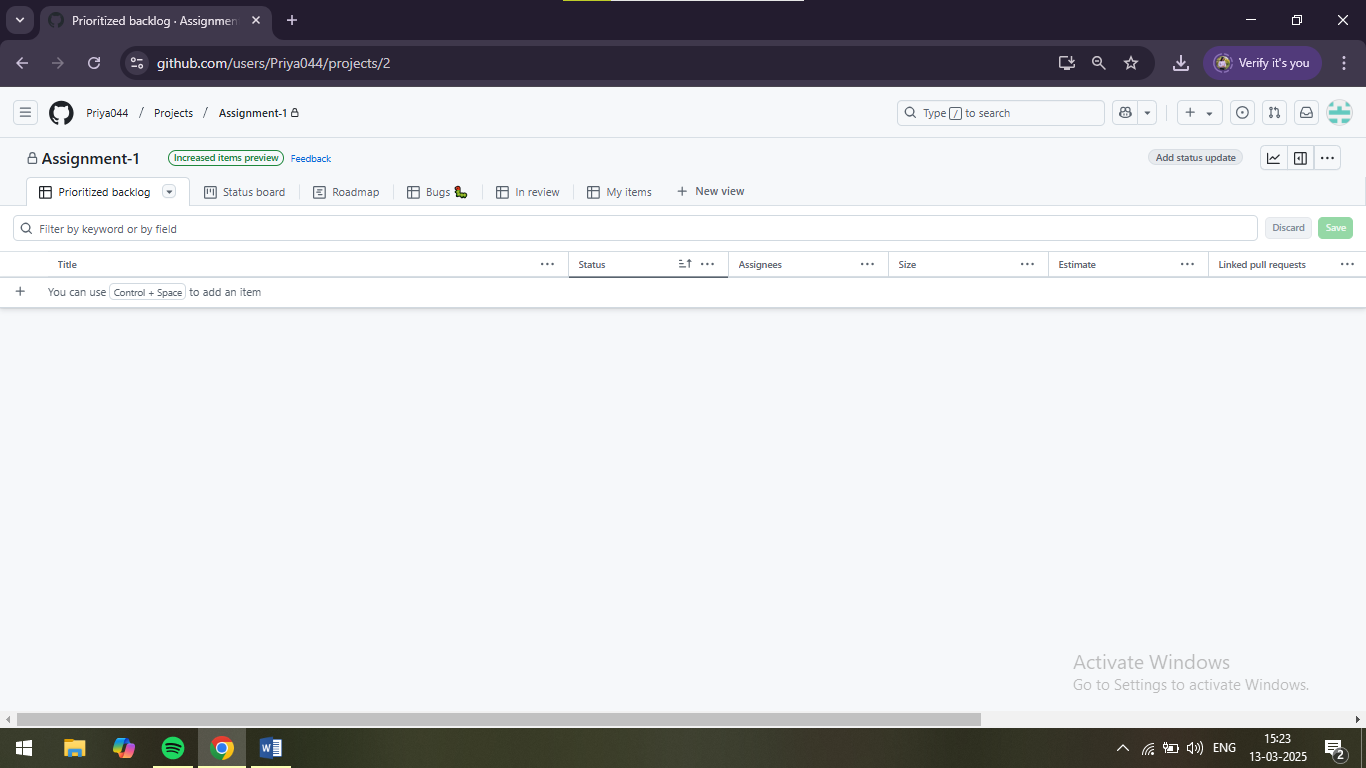 Prioritized backlog · Assignmen
github.com/users/Priya044/projects/2
Verify it's you
Priya044 / Projects / Assignment-1
Type / to search
Assignment-1
Increased items preview
Feedback
Add status update
Prioritized backlog
Status board
Roadmap
Bugs 🐛
In review
My items
+ New view
Filter by keyword or by field
Discard
Save
Title
Status
Assignees
Size
Estimate
Linked pull requests
+ You can use Control + Space to add an item
Activate Windows
Go to Settings to activate Windows.
ENG
15:23
13-03-2025
2